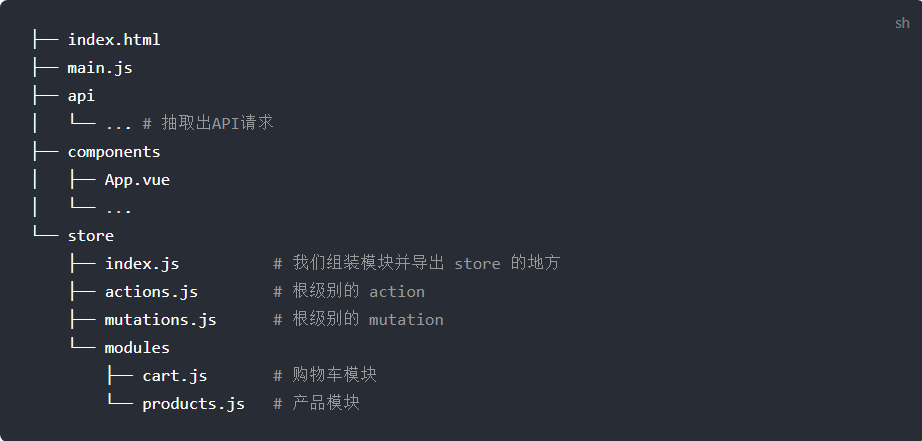 sh
├── index.html
├── main.js
├── api
│   └── ... # 抽取出API请求
├── components
│   ├── App.vue
│   └── ...
└── store
    ├── index.js          # 我们组装模块并导出 store 的地方
    ├── actions.js        # 根级别的 action
    ├── mutations.js      # 根级别的 mutation
    └── modules
        ├── cart.js       # 购物车模块
        └── products.js   # 产品模块